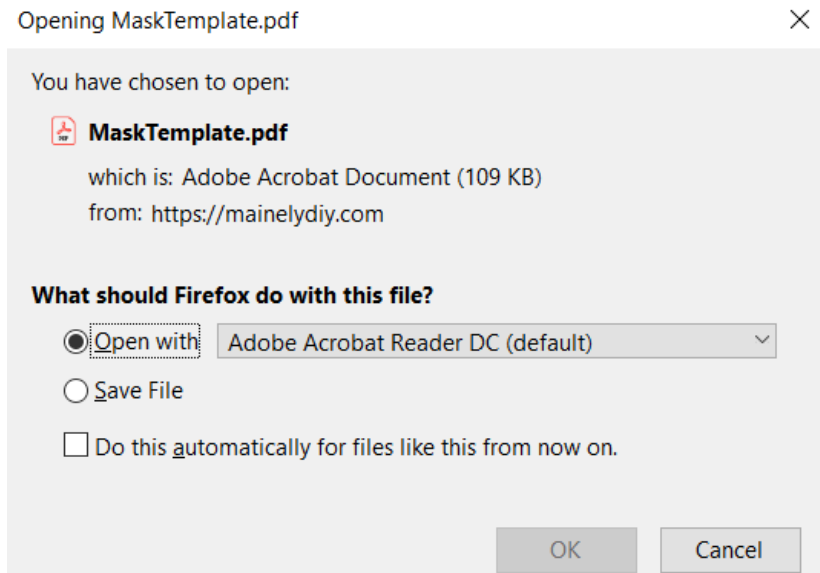 Opening MaskTemplate.pdf
You have chosen to open:
MaskTemplate.pdf
which is: Adobe Acrobat Document (109 KB)
from: https://mainelydiy.com
What should Firefox do with this file?
Open with Adobe Acrobat Reader DC (default)
Save File
Do this automatically for files like this from now on.
OK Cancel